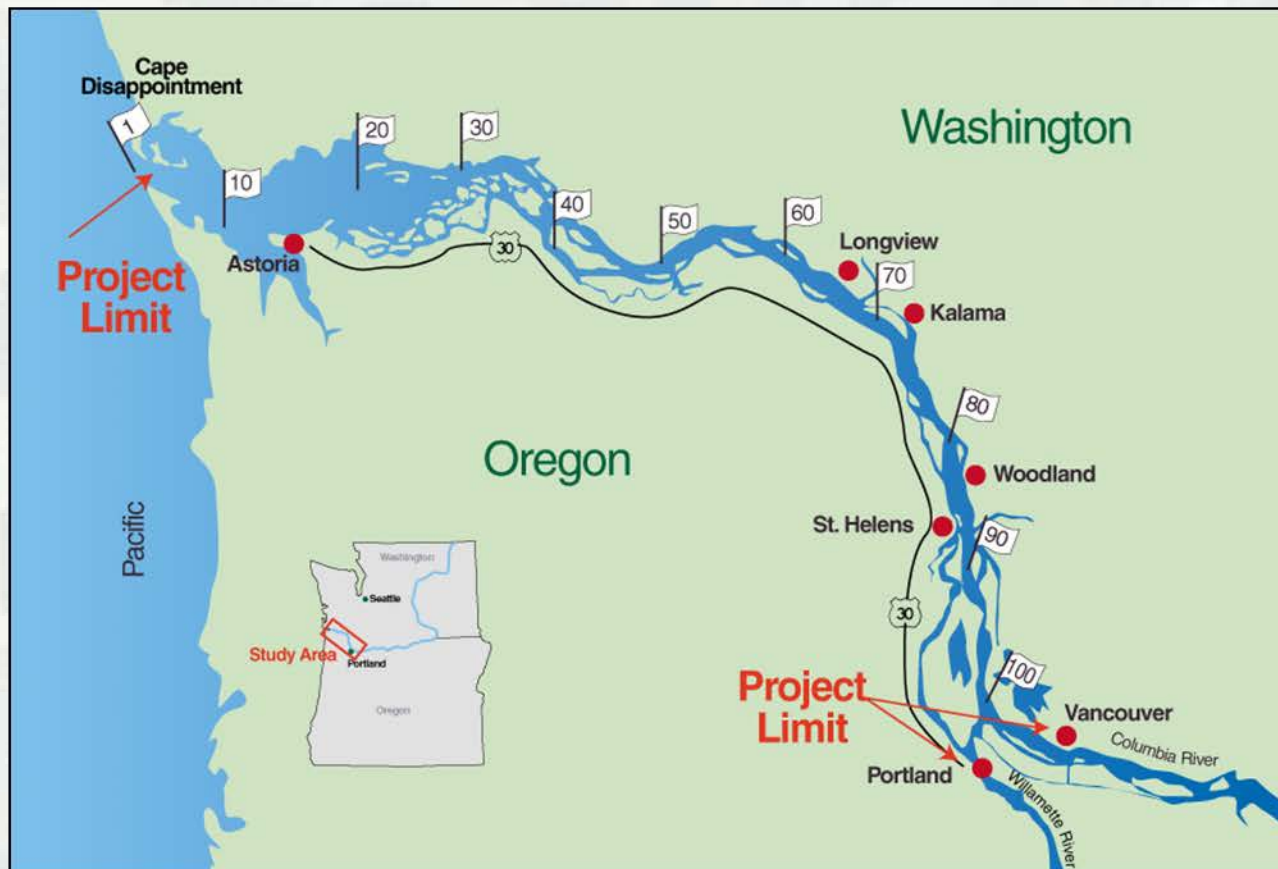 Cape
Disappointment
1
20
30
Washington
10
40
50
60
Longview
70
Project
Limit
Astoria
30
Kalama
80
Oregon
Woodland
Pacific
St. Helens
90
Washington
Seattle
30
Study Area
Portland
Oregon
Project
Limit
100
Vancouver
Columbia River
Portland
Willamette River